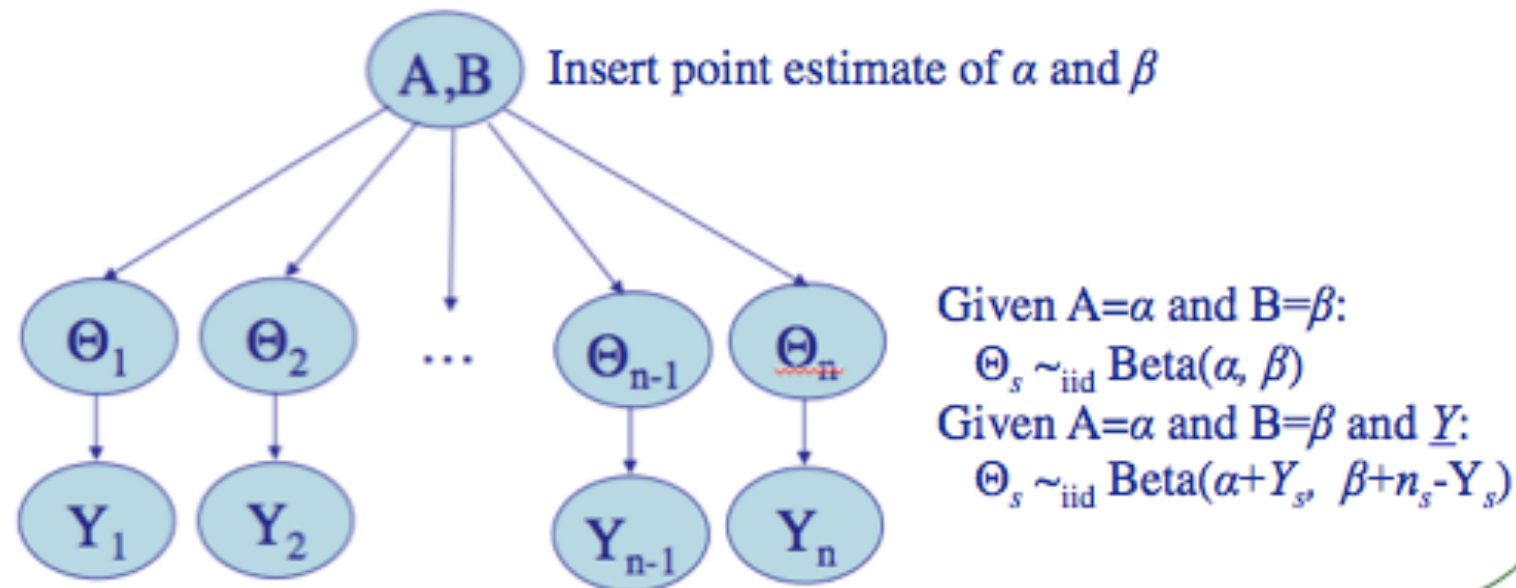 A,B
Insert point estimate of α and β
Θ₁
Θ₂
...
Θₙ₋₁
Θₙ
Given A=α and B=β:
Θₛ ~ᵢᵢd Beta(α, β)
Given A=α and B=β and Y:
Θₛ ~ᵢᵢd Beta(α+Yₛ, β+nₛ-Yₛ)
Y₁
Y₂
Yₙ₋₁
Yₙ